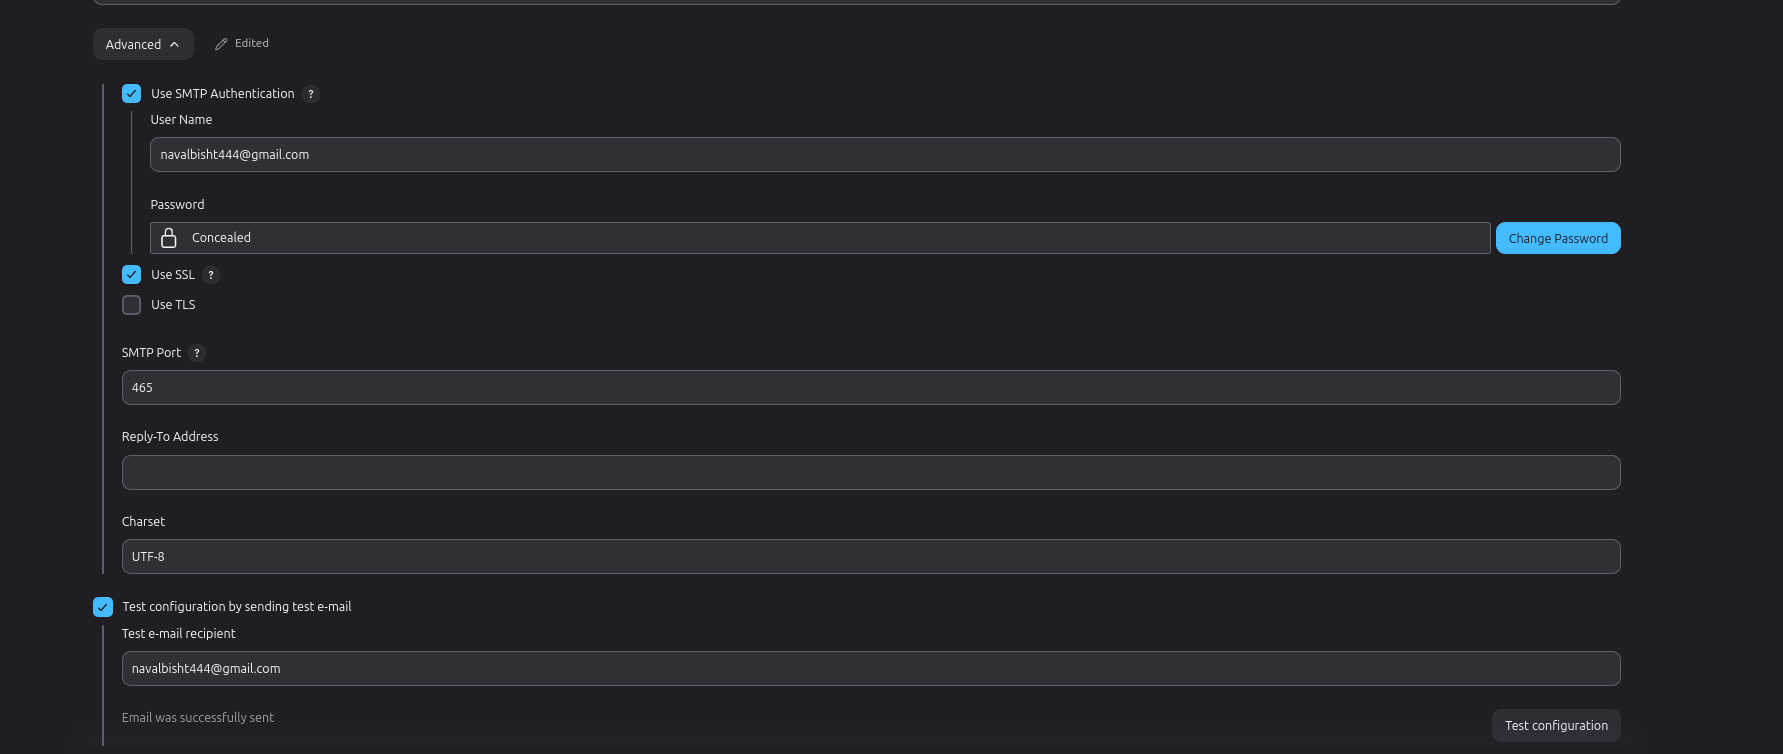 Advanced
Edited
Use SMTP Authentication ?
User Name
navalbisht444@gmail.com
Password
Concealed
Change Password
Use SSL ?
Use TLS
SMTP Port ?
465
Reply-To Address
Charset
UTF-8
Test configuration by sending test e-mail
Test e-mail recipient
navalbisht444@gmail.com
Email was successfully sent
Test configuration